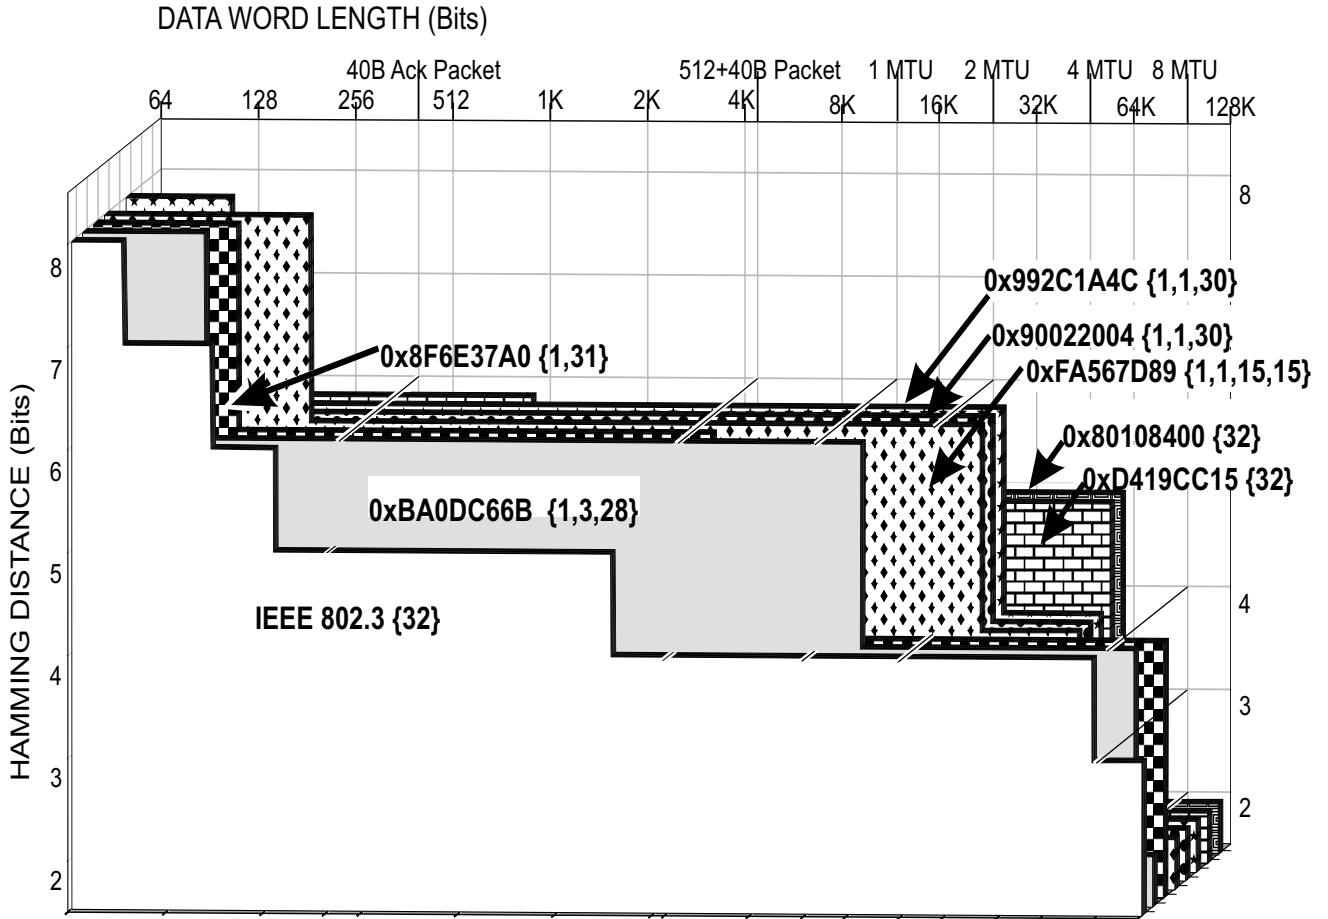 DATA WORD LENGTH (Bits)
40B Ack Packet 512+40B Packet 1 MTU 2 MTU 4 MTU 8 MTU
64 128 256 512 1K 2K 4K 8K 16K 32K 64K 128K
8
8
0x992C1A4C {1,1,30}
0x90022004 {1,1,30}
0x8F6E37A0 {1,31}
7
0xFA567D89 {1,1,15,15}
0x80108400 {32}
6
0xD419CC15 {32}
0xBA0DC66B {1,3,28}
5
4
IEEE 802.3 {32}
4
3
3
2
2
HAMMING DISTANCE (Bits)